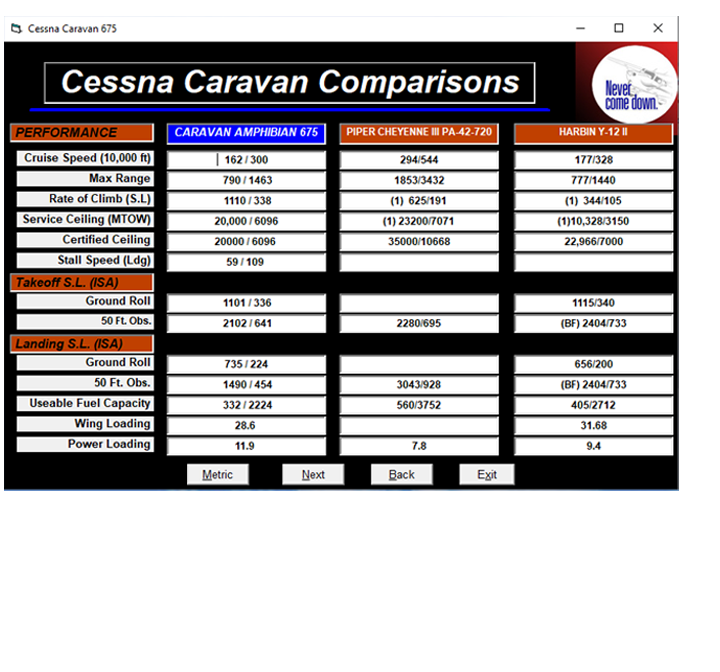 Cessna Caravan 675
Cessna Caravan Comparisons
Never
come down.
PERFORMANCE CARAVAN AMPHIBIAN 675 PIPER CHEYENNE III PA-42-720 HARBIN Y-12 II
Cruise Speed (10,000 ft) 162 / 300 294/544 177/328
Max Range 790 / 1463 1853/3432 777/1440
Rate of Climb (S.L) 1110 / 338 (1) 625/191 (1) 344/105
Service Ceiling (MTOW) 20,000 / 6096 (1) 23200/7071 (1)10,328/3150
Certified Ceiling 20000 / 6096 35000/10668 22,966/7000
Stall Speed (Ldg) 59 / 109
Takeoff S.L. (ISA)
Ground Roll 1101 / 336 1115/340
50 Ft. Obs. 2102 / 641 2280/695 (BF) 2404/733
Landing S.L. (ISA)
Ground Roll 735 / 224 656/200
50 Ft. Obs. 1490 / 454 3043/928 (BF) 2404/733
Useable Fuel Capacity 332 / 2224 560/3752 405/2712
Wing Loading 28.6 31.68
Power Loading 11.9 7.8 9.4
Metric Next Back Exit